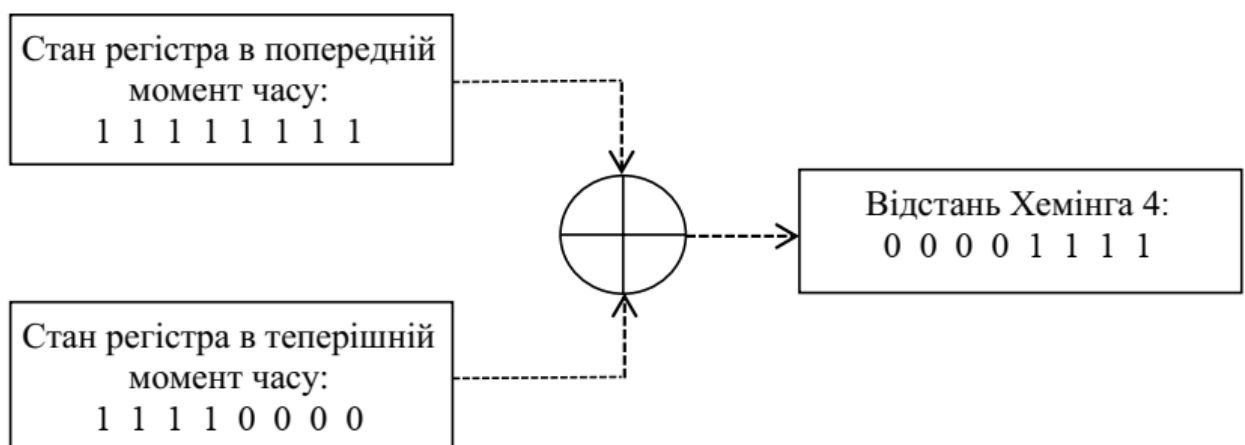 Стан регістра в попередній
момент часу:
1 1 1 1 1 1 1 1
Відстань Хемінга 4:
0 0 0 0 1 1 1 1
Стан регістра в теперішній
момент часу:
1 1 1 1 0 0 0 0